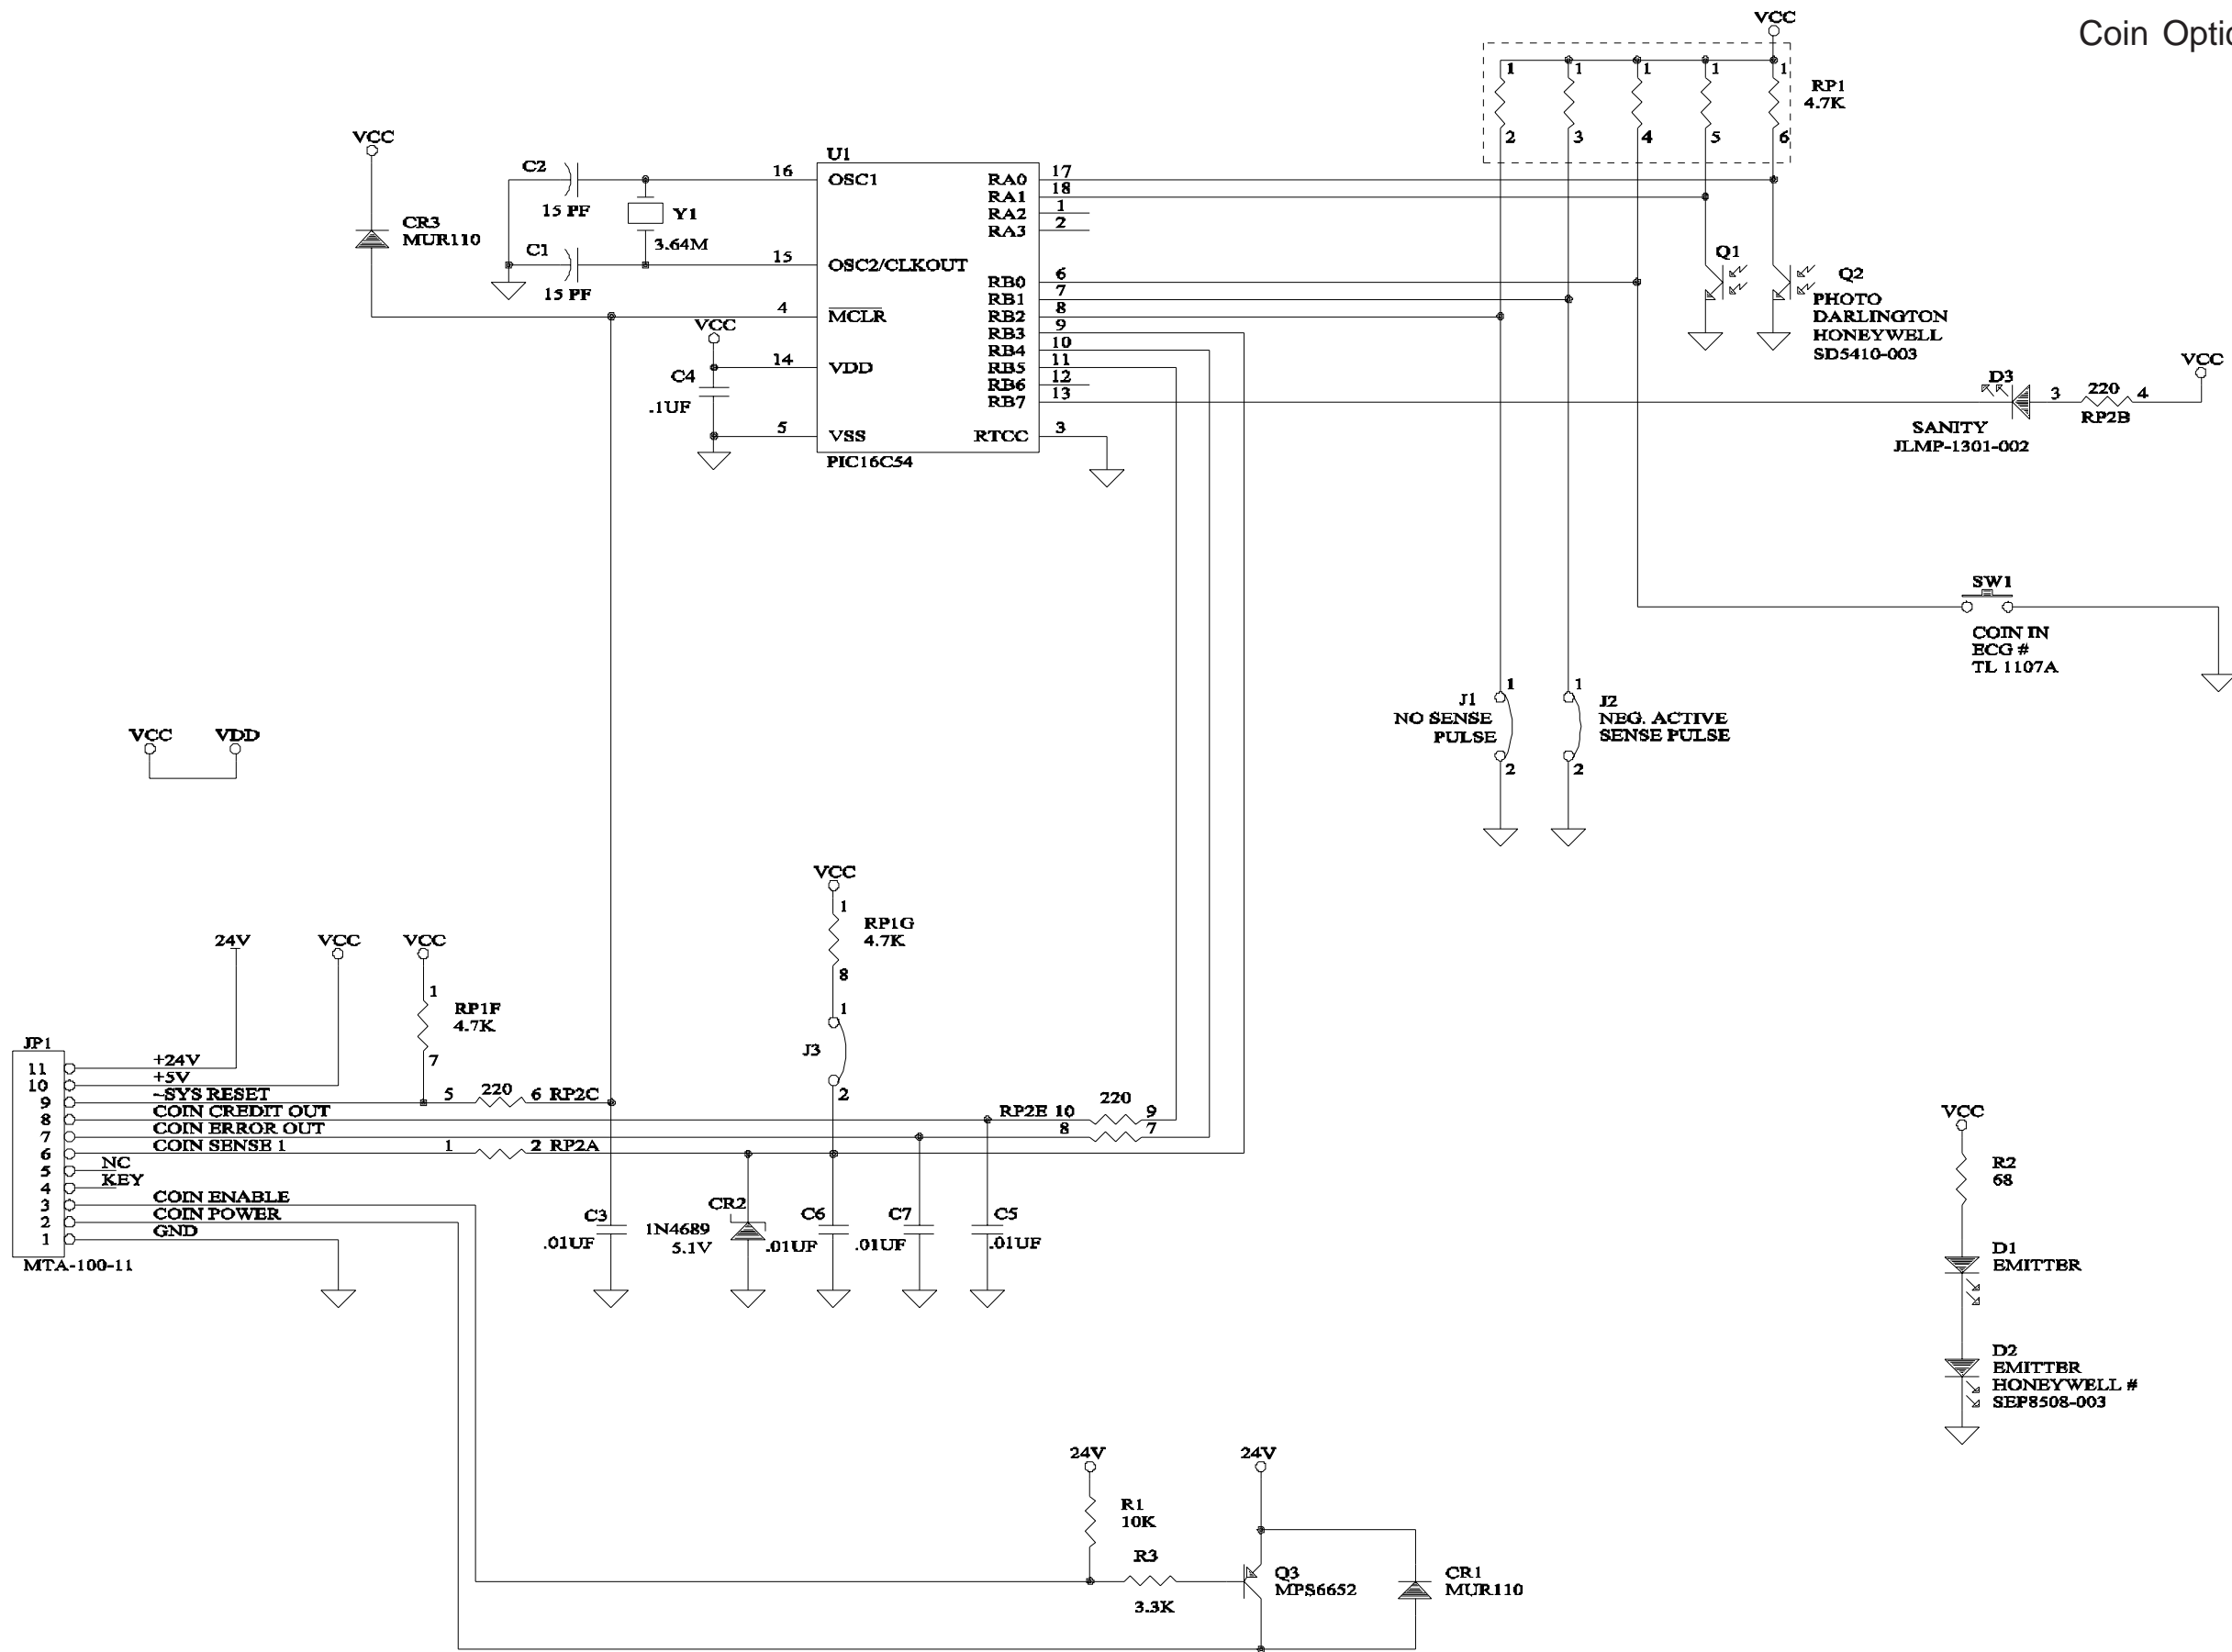 Coin Optic
VCC
1 1 1 1 1
RP1
4.7K
2 3 4 5 6
VCC
CR3
MUR110
C2
15 PF
Y1
3.64M
C1
15 PF
VCC
C4
.1UF
U1
16 OSC1
15 OSC2/CLKOUT
4 MCLR
14 VDD
5 VSS
RA0 17
RA1 18
RA2 1
RA3 2
RB0 6
RB1 7
RB2 8
RB3 9
RB4 10
RB5 11
RB6 12
RB7 13
RTCC 3
PIC16C54
Q1
Q2
PHOTO
DARLINGTON
HONEYWELL
SD5410-003
VCC
D3
3 220 4
RP2B
SANITY
JLMP-1301-002
SW1
COIN IN
ECG #
TL 1107A
1
J1
NO SENSE
PULSE
2
1
J2
NEG. ACTIVE
SENSE PULSE
2
VCC VDD
VCC
1
RP1G
4.7K
8
1
J3
2
24V VCC VCC
1
RP1F
4.7K
7
JP1
11 +24V
10 +5V
9 ~SYS RESET 5 220 6 RP2C
8 COIN CREDIT OUT RP2E 10 220 9
7 COIN ERROR OUT 8 7
6 COIN SENSE 1 1 2 RP2A
5 NC
4 KEY
3 COIN ENABLE
2 COIN POWER
1 GND
MTA-100-11
C3
.01UF
CR2
1N4689
5.1V
C6
.01UF
C7
.01UF
C5
.01UF
VCC
R2
68
D1
EMITTER
D2
EMITTER
HONEYWELL #
SEP8508-003
24V 24V
R1
10K
R3
3.3K
Q3
MPS6652
CR1
MUR110